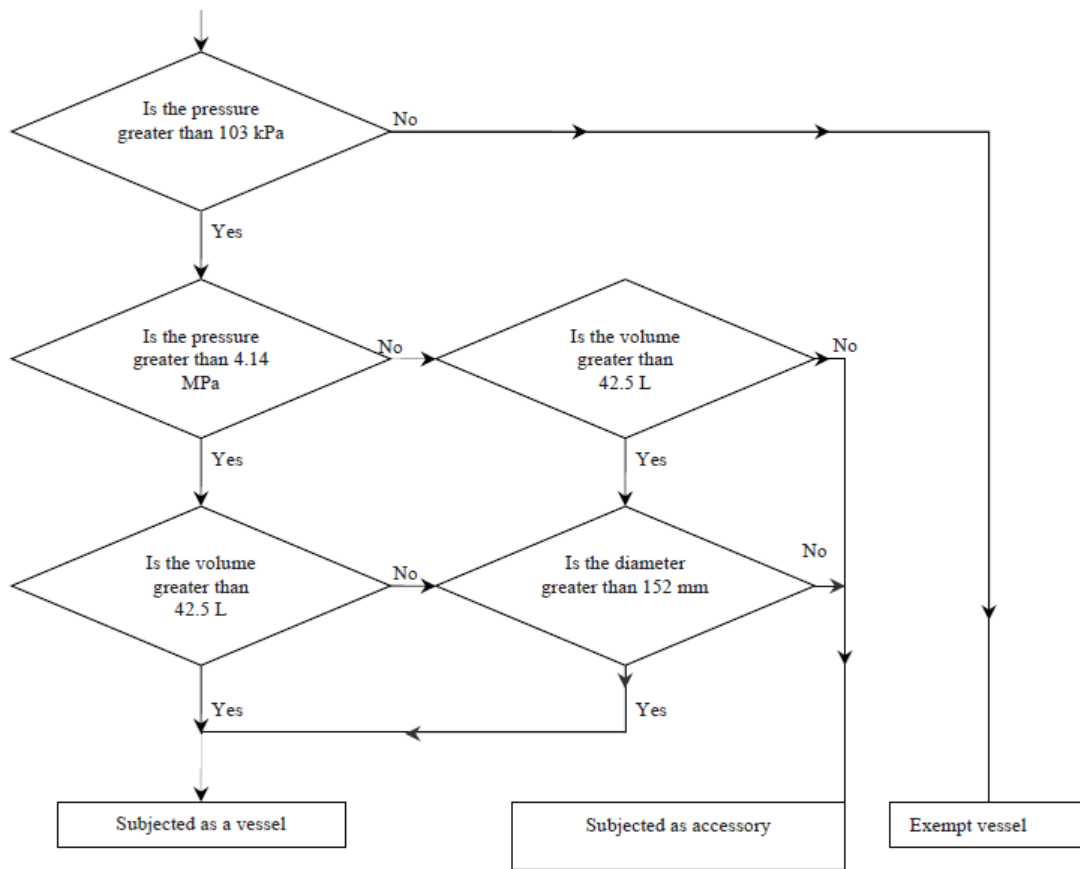 Is the pressure
greater than 103 kPa
No
Yes
Is the pressure
greater than 4.14
MPa
No
Is the volume
greater than
42.5 L
No
Yes
Yes
Is the volume
greater than
42.5 L
No
Is the diameter
greater than 152 mm
No
Yes
Yes
Subjected as a vessel
Subjected as accessory
Exempt vessel